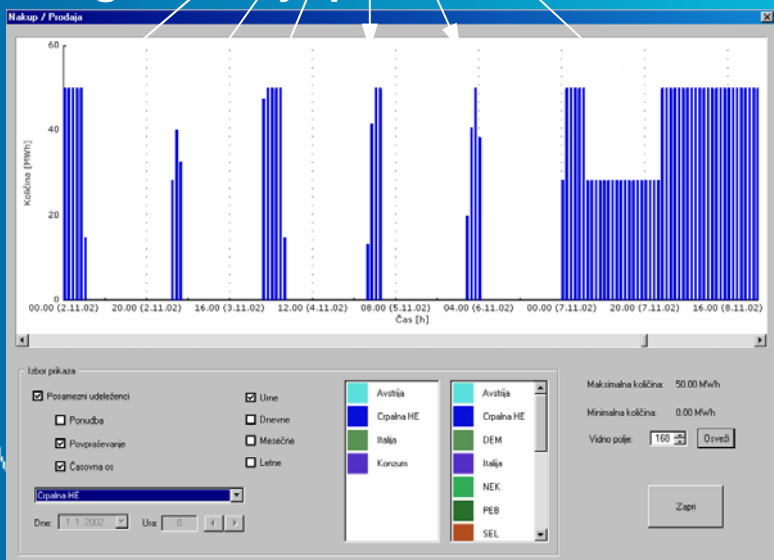 Nakup / Prodaja
60
40
20
0
Količina [MWh]
00.00 (2.11.02) 20.00 (2.11.02) 16.00 (3.11.02) 12.00 (4.11.02) 08.00 (5.11.02) 04.00 (6.11.02) 00.00 (7.11.02) 20.00 (7.11.02) 16.00 (8.11.02)
Čas [h]
Izbor prikaza
Posamezni udeleženci
Ponudba
Povpraševanje
Časovna os
Črpalna HE
Dne: 1. 1 .2002 Ura: 0
Urne
Dnevne
Mesečne
Letne
Avstrija
Črpalna HE
Italija
Konzum
Avstrija
Črpalna HE
DEM
Italija
NEK
PEB
SEL
Maksimalna količina: 50.00 MWh
Minimalna količina: 0.00 MWh
Vidno polje: 168 Osveži
Zapri